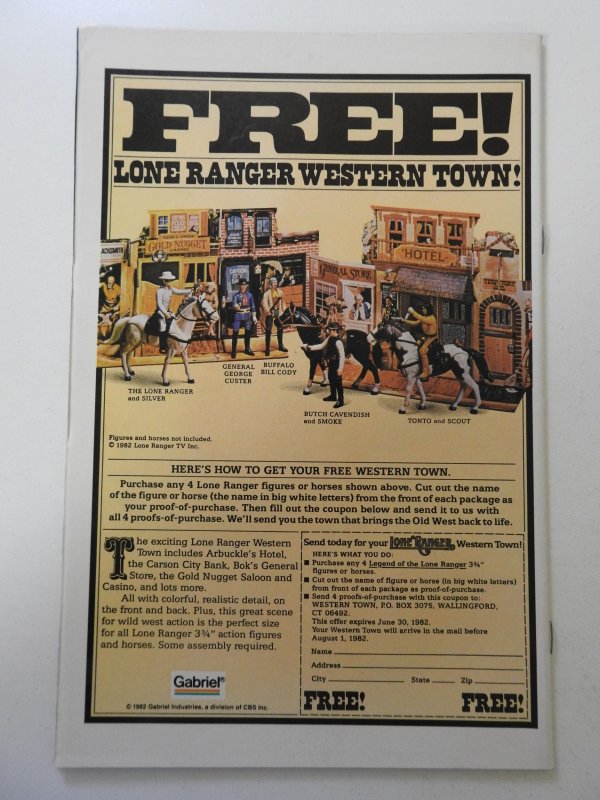 FREE!
LONE RANGER WESTERN TOWN!
GOLD NUGGET
CASINO
CARSON
CITY
GENERAL STORE
HOTEL
THE LONE RANGER
and SILVER
GENERAL
GEORGE
CUSTER
BUFFALO
BILL CODY
BUTCH CAVENDISH
and SMOKE
TONTO and SCOUT
Figures and horses not included.
© 1982 Lone Ranger TV Inc.
HERE'S HOW TO GET YOUR FREE WESTERN TOWN.
Purchase any 4 Lone Ranger figures or horses shown above. Cut out the name
of the figure or horse (the name in big white letters) from the front of each package as
your proof-of-purchase. Then fill out the coupon below and send it to us with
all 4 proofs-of-purchase. We'll send you the town that brings the Old West back to life.
The exciting Lone Ranger Western
Town includes Arbuckle's Hotel,
the Carson City Bank, Bok's General
Store, the Gold Nugget Saloon and
Casino, and lots more.
All with colorful, realistic detail, on
the front and back. Plus, this great scene
for wild west action is the perfect size
for all Lone Ranger 3¾" action figures
and horses. Some assembly required.
Gabriel®
© 1982 Gabriel Industries, a division of CBS Inc.
Send today for your LONE RANGER Western Town!
HERE'S WHAT YOU DO:
■ Purchase any 4 Legend of the Lone Ranger 3¾"
figures or horses.
■ Cut out the name of figure or horse (in big white letters)
from front of each package as proof-of-purchase.
■ Send 4 proofs-of-purchase with this coupon to:
WESTERN TOWN, P.O. BOX 3075, WALLINGFORD,
CT 06492.
This offer expires June 30, 1982.
Your Western Town will arrive in the mail before
August 1, 1982.
Name
Address
City State Zip
FREE! FREE!